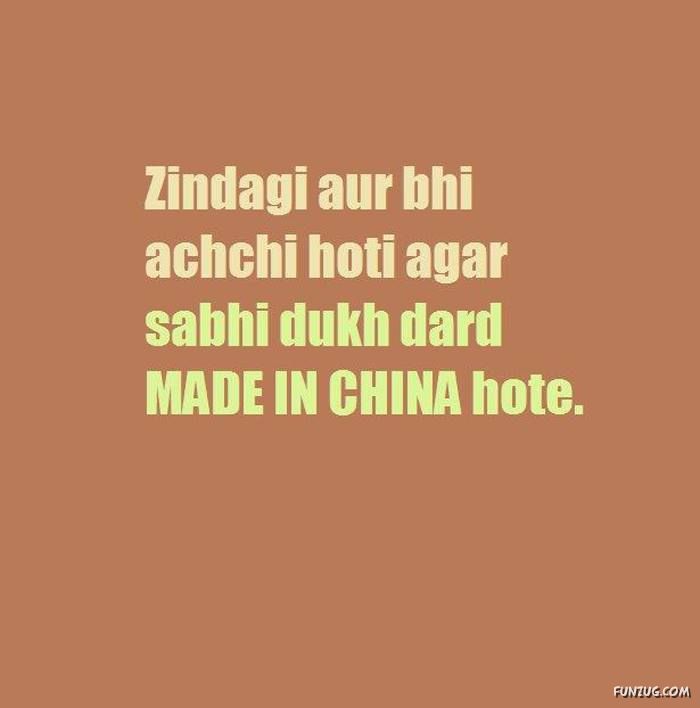 Zindagi aur bhi
achchi hoti agar
sabhi dukh dard
MADE IN CHINA hote.
FUNZUG.COM